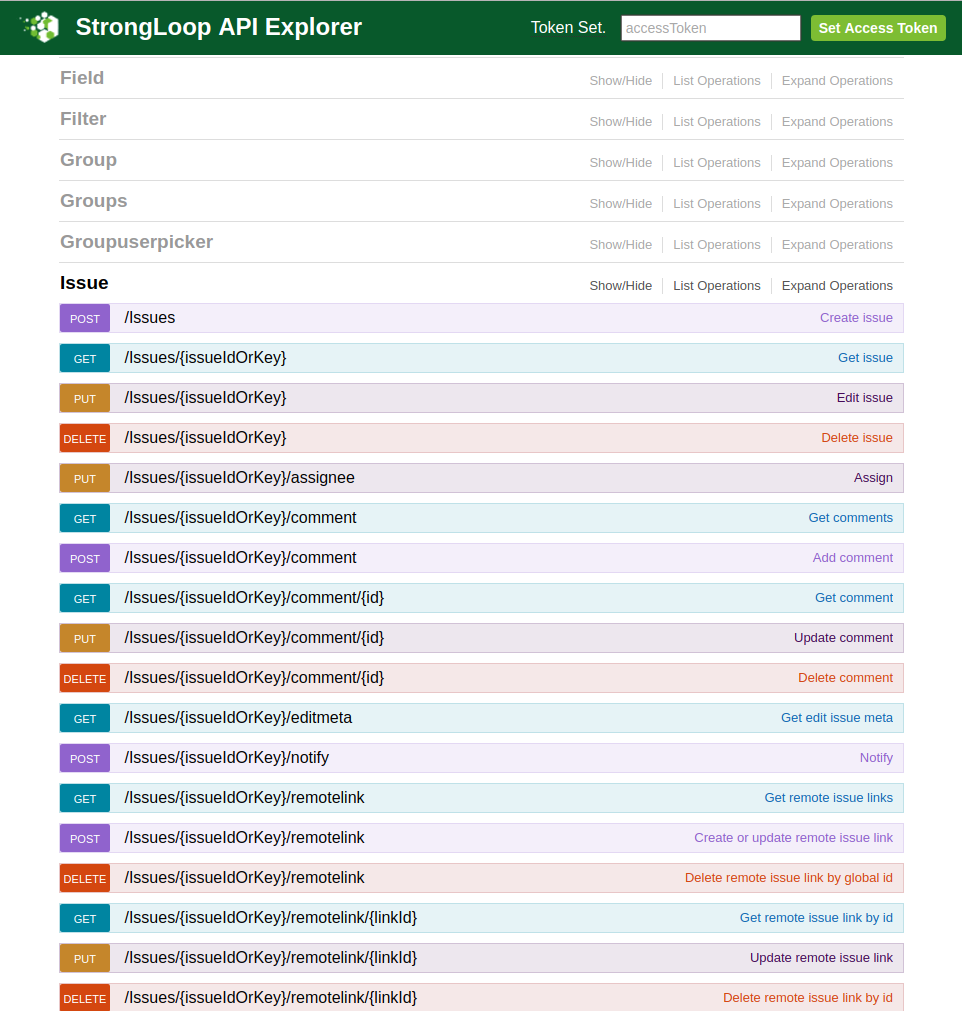 StrongLoop API Explorer Token Set. accessToken Set Access Token
Field Show/Hide List Operations Expand Operations
Filter Show/Hide List Operations Expand Operations
Group Show/Hide List Operations Expand Operations
Groups Show/Hide List Operations Expand Operations
Groupuserpicker Show/Hide List Operations Expand Operations
Issue Show/Hide List Operations Expand Operations
POST /Issues Create issue
GET /Issues/{issueIdOrKey} Get issue
PUT /Issues/{issueIdOrKey} Edit issue
DELETE /Issues/{issueIdOrKey} Delete issue
PUT /Issues/{issueIdOrKey}/assignee Assign
GET /Issues/{issueIdOrKey}/comment Get comments
POST /Issues/{issueIdOrKey}/comment Add comment
GET /Issues/{issueIdOrKey}/comment/{id} Get comment
PUT /Issues/{issueIdOrKey}/comment/{id} Update comment
DELETE /Issues/{issueIdOrKey}/comment/{id} Delete comment
GET /Issues/{issueIdOrKey}/editmeta Get edit issue meta
POST /Issues/{issueIdOrKey}/notify Notify
GET /Issues/{issueIdOrKey}/remotelink Get remote issue links
POST /Issues/{issueIdOrKey}/remotelink Create or update remote issue link
DELETE /Issues/{issueIdOrKey}/remotelink Delete remote issue link by global id
GET /Issues/{issueIdOrKey}/remotelink/{linkId} Get remote issue link by id
PUT /Issues/{issueIdOrKey}/remotelink/{linkId} Update remote issue link
DELETE /Issues/{issueIdOrKey}/remotelink/{linkId} Delete remote issue link by id